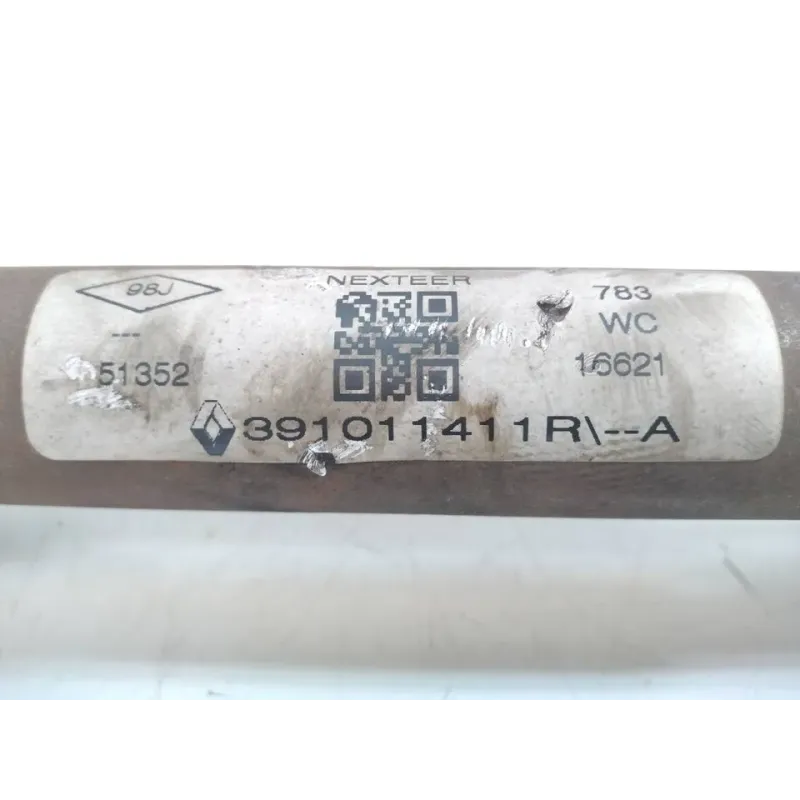 NEXTEER
98J
783
---
WC
51352
16621
391011411R\--A